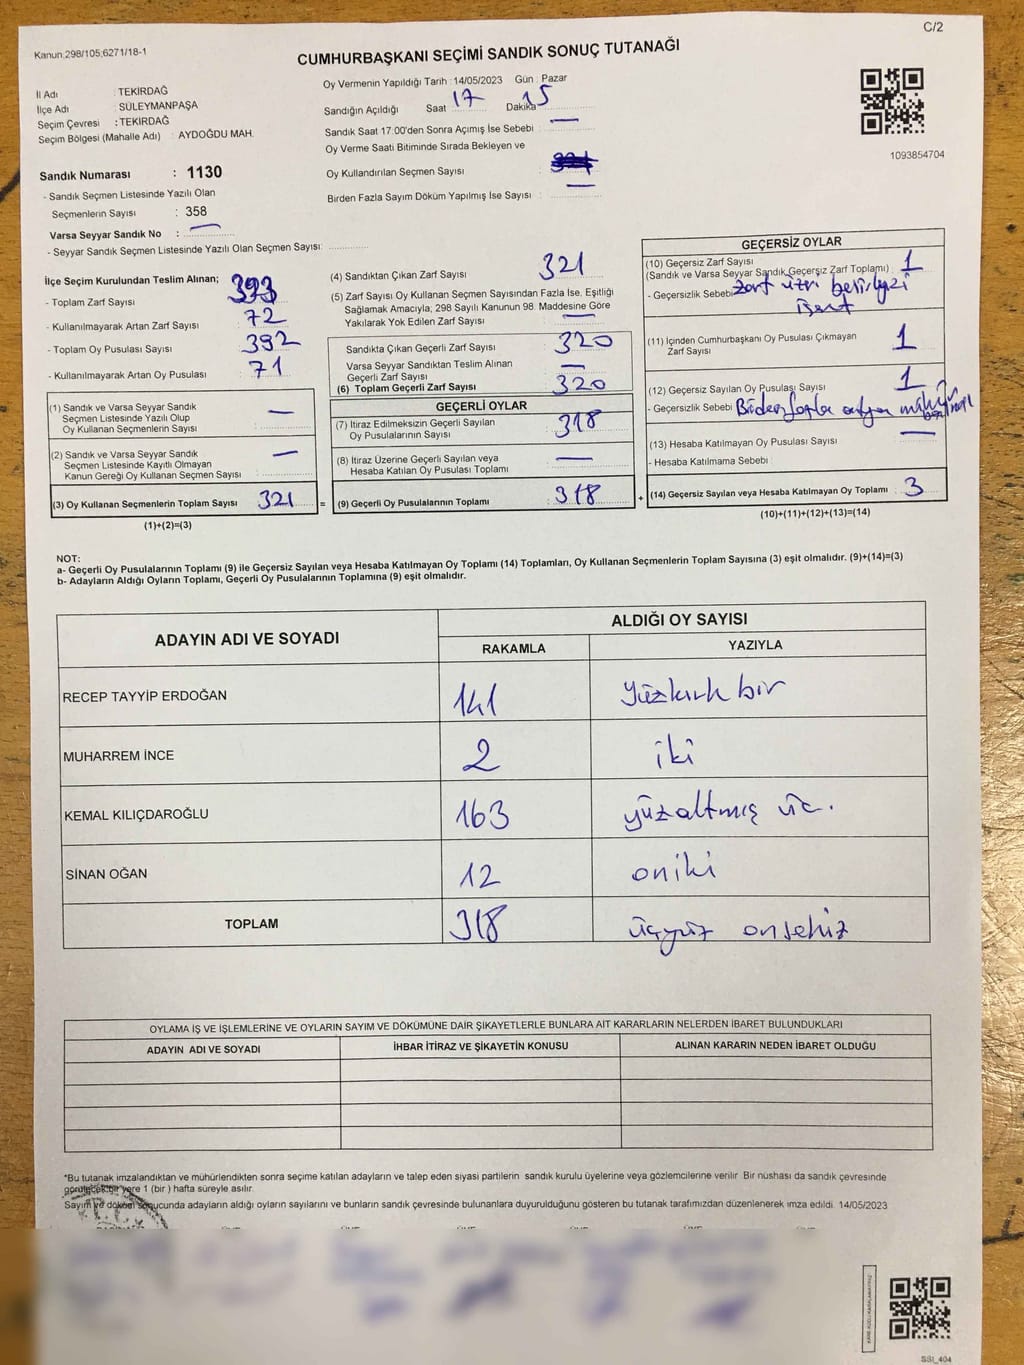 C/2
Kanun:298/105;6271/18-1
CUMHURBAŞKANI SEÇİMİ SANDIK SONUÇ TUTANAĞI
İl Adı : TEKİRDAĞ
İlçe Adı : SÜLEYMANPAŞA
Seçim Çevresi : TEKİRDAĞ
Seçim Bölgesi (Mahalle Adı) : AYDOĞDU MAH.
Sandık Numarası : 1130
- Sandık Seçmen Listesinde Yazılı Olan
Seçmenlerin Sayısı : 358
Varsa Seyyar Sandık No : —
- Seyyar Sandık Seçmen Listesinde Yazılı Olan Seçmen Sayısı:
Oy Vermenin Yapıldığı Tarih : 14/05/2023 Gün : Pazar
Sandığın Açıldığı Saat 17 Dakika 15
Sandık Saat 17:00'den Sonra Açımış İse Sebebi : —
Oy Verme Saati Bitiminde Sırada Bekleyen ve
Oy Kullandırılan Seçmen Sayısı :
Birden Fazla Sayım Döküm Yapılmış İse Sayısı : —
1093854704
İlçe Seçim Kurulundan Teslim Alınan;
- Toplam Zarf Sayısı : 393
- Kullanılmayarak Artan Zarf Sayısı : 72
- Toplam Oy Pusulası Sayısı : 392
- Kullanılmayarak Artan Oy Pusulası : 71
(1) Sandık ve Varsa Seyyar Sandık
Seçmen Listesinde Yazılı Olup
Oy Kullanan Seçmenlerin Sayısı : —
(2) Sandık ve Varsa Seyyar Sandık
Seçmen Listesinde Kayıtlı Olmayan
Kanun Gereği Oy Kullanan Seçmen Sayısı : —
(3) Oy Kullanan Seçmenlerin Toplam Sayısı : 321 =
(1)+(2)=(3)
(4) Sandıktan Çıkan Zarf Sayısı : 321
(5) Zarf Sayısı Oy Kullanan Seçmen Sayısından Fazla İse, Eşitliği
Sağlamak Amacıyla; 298 Sayılı Kanunun 98. Maddesine Göre
Yakılarak Yok Edilen Zarf Sayısı : —
Sandıkta Çıkan Geçerli Zarf Sayısı : 320
Varsa Seyyar Sandıktan Teslim Alınan
Geçerli Zarf Sayısı : —
(6) Toplam Geçerli Zarf Sayısı : 320
GEÇERLİ OYLAR
(7) İtiraz Edilmeksizin Geçerli Sayılan
Oy Pusulalarının Sayısı : 318
(8) İtiraz Üzerine Geçerli Sayılan veya
Hesaba Katılan Oy Pusulası Toplamı : —
(9) Geçerli Oy Pusulalarının Toplamı : 318 +
GEÇERSİZ OYLAR
(10) Geçersiz Zarf Sayısı
(Sandık ve Varsa Seyyar Sandık Geçersiz Zarf Toplamı) : 1
- Geçersizlik Sebebi : zarf üzeri
işaret
(11) İçinden Cumhurbaşkanı Oy Pusulası Çıkmayan
Zarf Sayısı : 1
(12) Geçersiz Sayılan Oy Pusulası Sayısı : 1
- Geçersizlik Sebebi : Birden fazla
(13) Hesaba Katılmayan Oy Pusulası Sayısı : —
- Hesaba Katılmama Sebebi :
(14) Geçersiz Sayılan veya Hesaba Katılmayan Oy Toplamı : 3
(10)+(11)+(12)+(13)=(14)
NOT:
a- Geçerli Oy Pusulalarının Toplamı (9) ile Geçersiz Sayılan veya Hesaba Katılmayan Oy Toplamı (14) Toplamları, Oy Kullanan Seçmenlerin Toplam Sayısına (3) eşit olmalıdır. (9)+(14)=(3)
b- Adayların Aldığı Oyların Toplamı, Geçerli Oy Pusulalarının Toplamına (9) eşit olmalıdır.
ADAYIN ADI VE SOYADI ALDIĞI OY SAYISI
RAKAMLA YAZIYLA
RECEP TAYYİP ERDOĞAN 141 yüzkırk bir
MUHARREM İNCE 2 iki
KEMAL KILIÇDAROĞLU 163 yüzaltmış üç.
SİNAN OĞAN 12 oniki
TOPLAM 318 üçyüz onsekiz
OYLAMA İŞ VE İŞLEMLERİNE VE OYLARIN SAYIM VE DÖKÜMÜNE DAİR ŞİKAYETLERLE BUNLARA AİT KARARLARIN NELERDEN İBARET BULUNDUKLARI
ADAYIN ADI VE SOYADI İHBAR İTİRAZ VE ŞİKAYETİN KONUSU ALINAN KARARIN NEDEN İBARET OLDUĞU
*Bu tutanak imzalandıktan ve mühürlendikten sonra seçime katılan adayların ve talep eden siyasi partilerin sandık kurulu üyelerine veya gözlemcilerine verilir. Bir nüshası da sandık çevresinde
görülecek bir yere 1 (bir) hafta süreyle asılır.
Sayım ve döküm sonucunda adayların aldığı oyların sayılarını ve bunların sandık çevresinde bulunanlara duyurulduğunu gösteren bu tutanak tarafımızdan düzenlenerek imza edildi. 14/05/2023
SSI_404